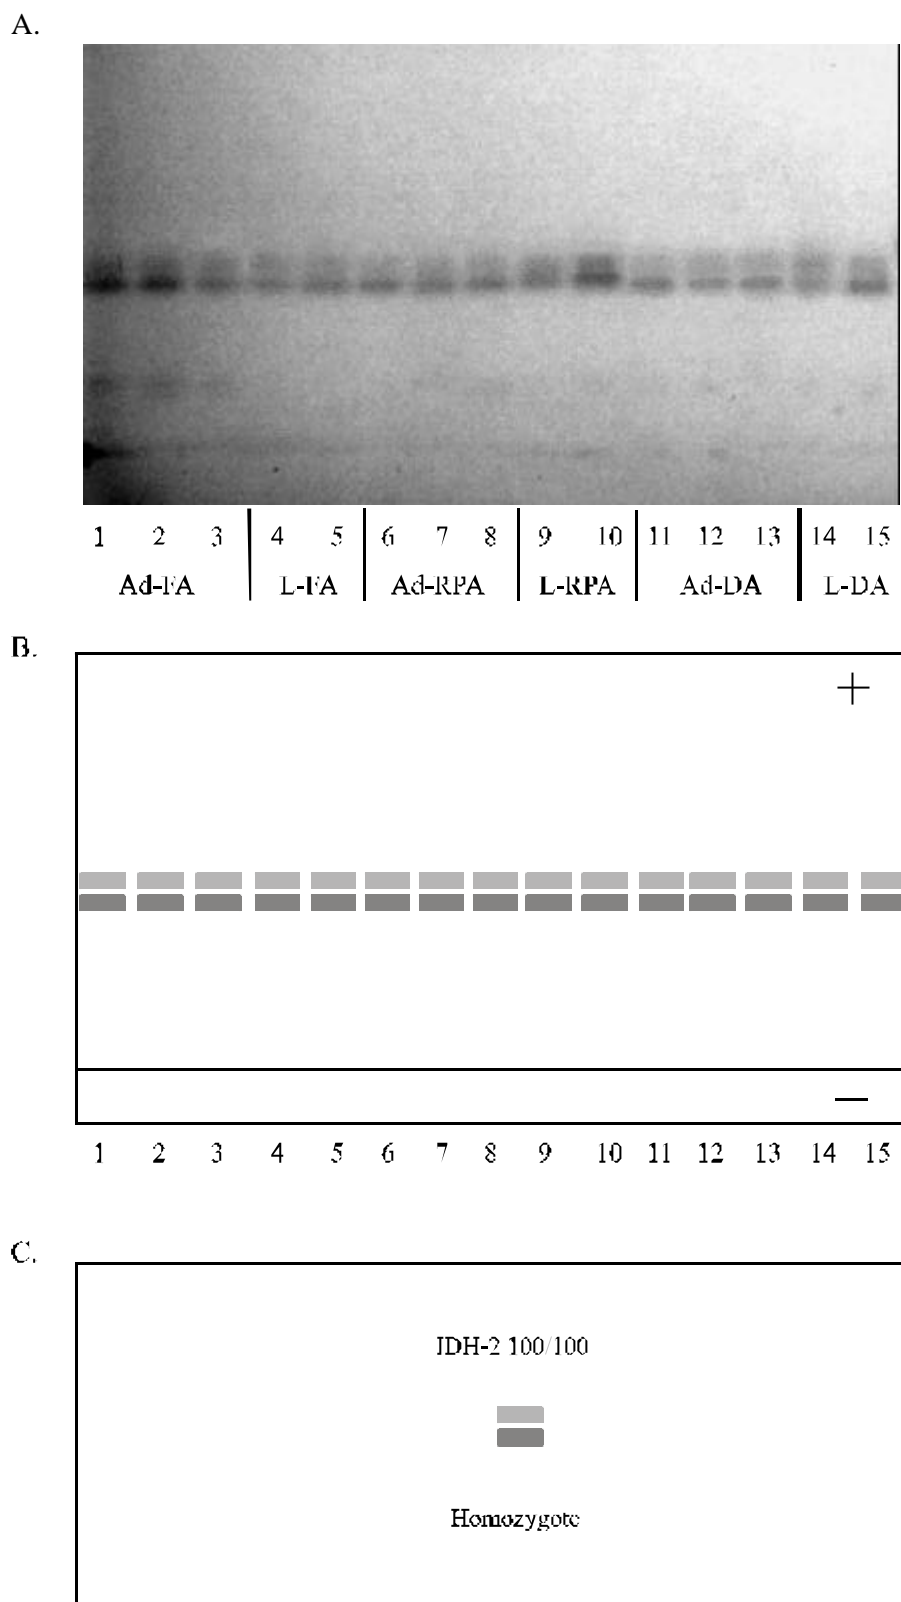 A.
1 2 3 4 5 6 7 8 9 10 11 12 13 14 15
Ad-FA L-FA Ad-RPA L-RPA Ad-DA L-DA
B.
+
−
1 2 3 4 5 6 7 8 9 10 11 12 13 14 15
C.
IDH-2 100/100
Homozygote